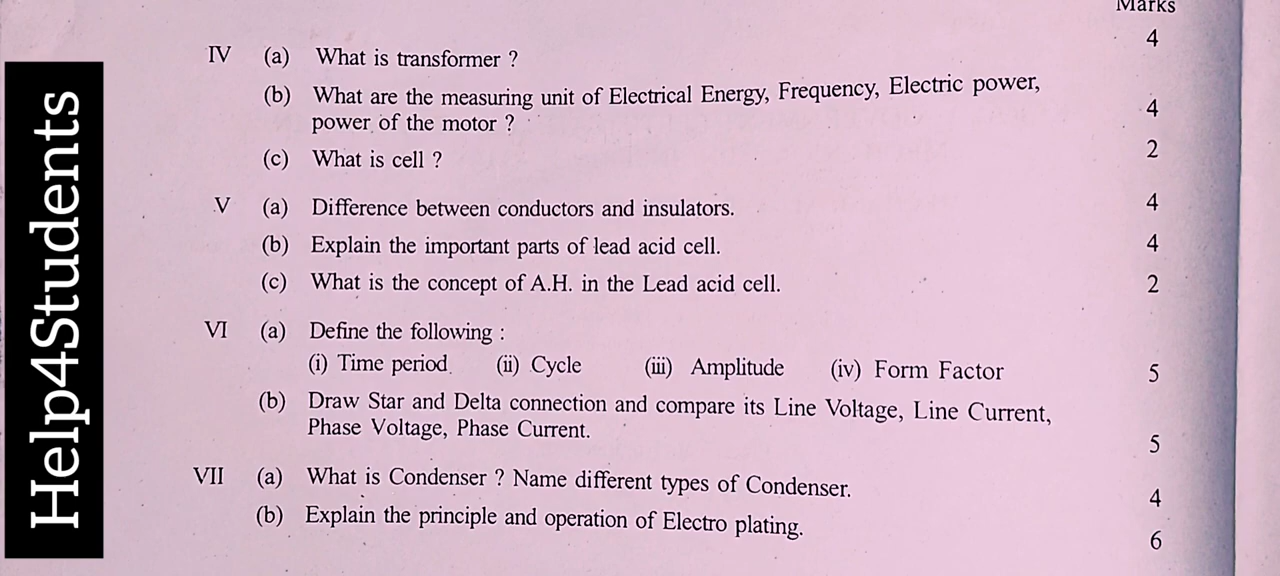 Marks
IV (a) What is transformer ? 4
(b) What are the measuring unit of Electrical Energy, Frequency, Electric power,
power of the motor ? 4
(c) What is cell ? 2
V (a) Difference between conductors and insulators. 4
(b) Explain the important parts of lead acid cell. 4
(c) What is the concept of A.H. in the Lead acid cell. 2
VI (a) Define the following :
(i) Time period (ii) Cycle (iii) Amplitude (iv) Form Factor 5
(b) Draw Star and Delta connection and compare its Line Voltage, Line Current,
Phase Voltage, Phase Current. 5
VII (a) What is Condenser ? Name different types of Condenser. 4
(b) Explain the principle and operation of Electro plating. 6
Help4Students